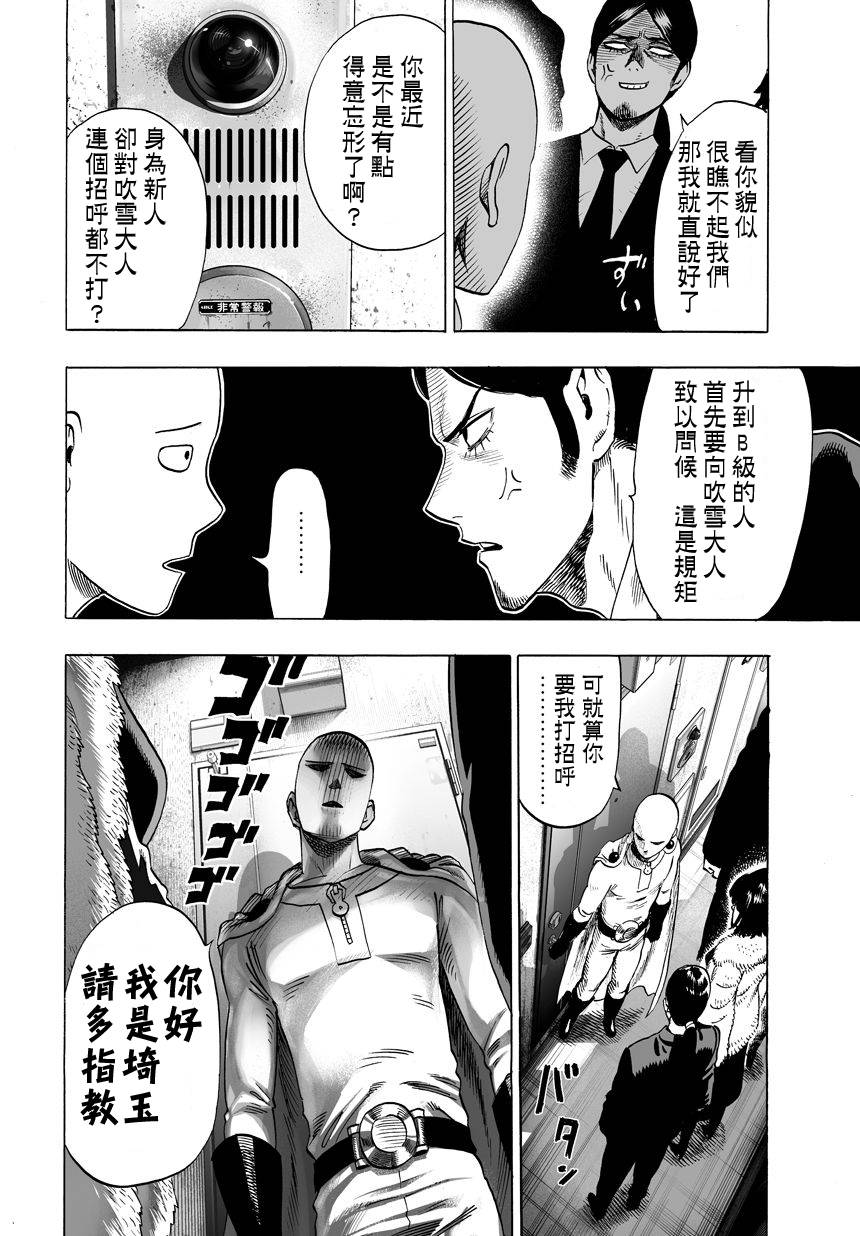 看你貌似
很瞧不起我們
那我就直說好了
ずい
你最近
是不是有點
得意忘形了啊？
身為新人
卻對吹雪大人
連個招呼都不打？
非常警報
升到B級的人
首先要向吹雪大人
致以問候 這是規矩
………
可就算你
要我打招呼
…………
バタン
ゴゴゴゴゴゴ
你好
我是埼玉
請多指教